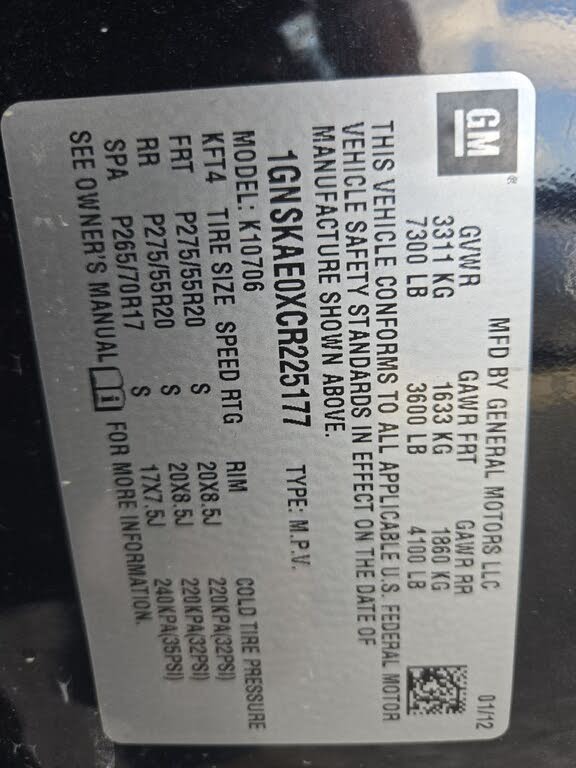 GM®
MFD BY GENERAL MOTORS LLC 01/12
GVWR GAWR FRT GAWR RR
3311 KG 1633 KG 1860 KG
7300 LB 3600 LB 4100 LB
THIS VEHICLE CONFORMS TO ALL APPLICABLE U.S. FEDERAL MOTOR
VEHICLE SAFETY STANDARDS IN EFFECT ON THE DATE OF
MANUFACTURE SHOWN ABOVE.
1GNSKAE0XCR225177 TYPE: M.P.V.
MODEL: K10706
KFT4 TIRE SIZE SPEED RTG RIM COLD TIRE PRESSURE
FRT P275/55R20 S 20X8.5J 220KPA(32PSI)
RR P275/55R20 S 20X8.5J 220KPA(32PSI)
SPA P265/70R17 S 17X7.5J 240KPA(35PSI)
SEE OWNER'S MANUAL FOR MORE INFORMATION.